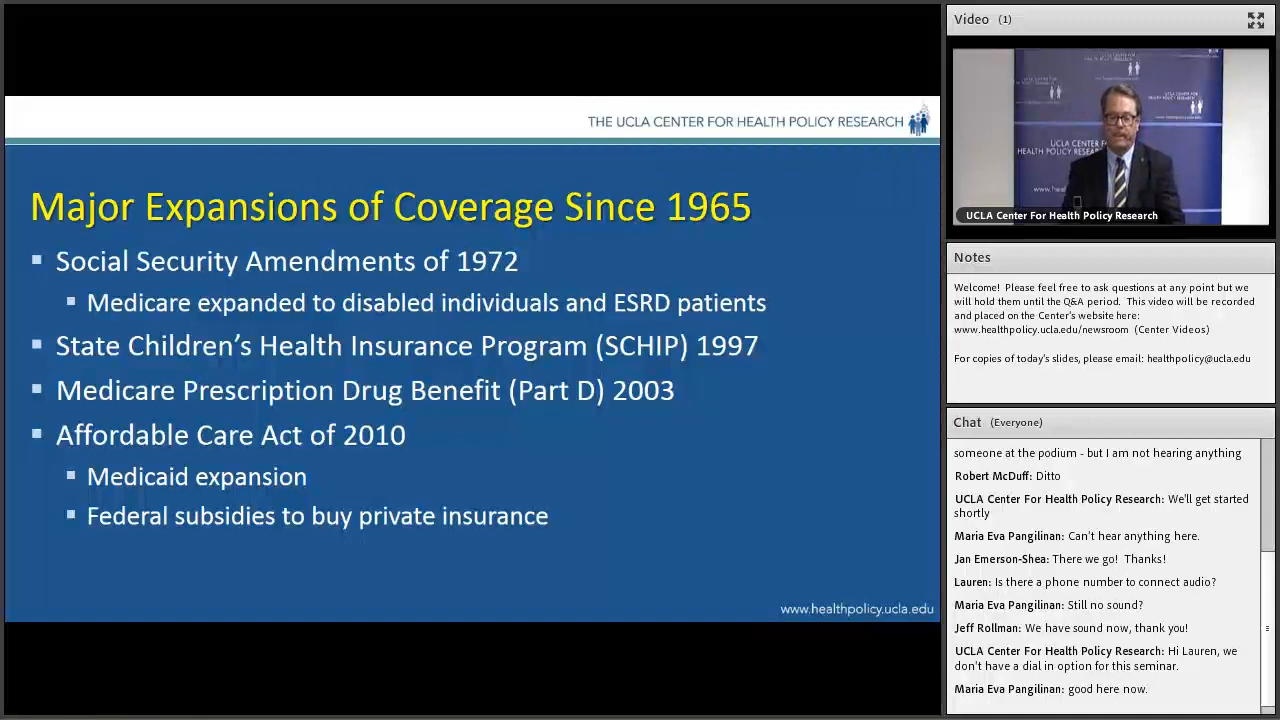 THE UCLA CENTER FOR HEALTH POLICY RESEARCH
Major Expansions of Coverage Since 1965
Social Security Amendments of 1972
Medicare expanded to disabled individuals and ESRD patients
State Children’s Health Insurance Program (SCHIP) 1997
Medicare Prescription Drug Benefit (Part D) 2003
Affordable Care Act of 2010
Medicaid expansion
Federal subsidies to buy private insurance
www.healthpolicy.ucla.edu
Video (1)
UCLA CENTER
HEALTH POLICY RESEARC
UCLA Center For Health Policy Research
Notes
Welcome! Please feel free to ask questions at any point but we
will hold them until the Q&A period. This video will be recorded
and placed on the Center's website here:
www.healthpolicy.ucla.edu/newsroom (Center Videos)
For copies of today's slides, please email: healthpolicy@ucla.edu
Chat (Everyone)
someone at the podium - but I am not hearing anything
Robert McDuff: Ditto
UCLA Center For Health Policy Research: We'll get started
shortly
Maria Eva Pangilinan: Can't hear anything here.
Jan Emerson-Shea: There we go! Thanks!
Lauren: Is there a phone number to connect audio?
Maria Eva Pangilinan: Still no sound?
Jeff Rollman: We have sound now, thank you!
UCLA Center For Health Policy Research: Hi Lauren, we
don't have a dial in option for this seminar.
Maria Eva Pangilinan: good here now.